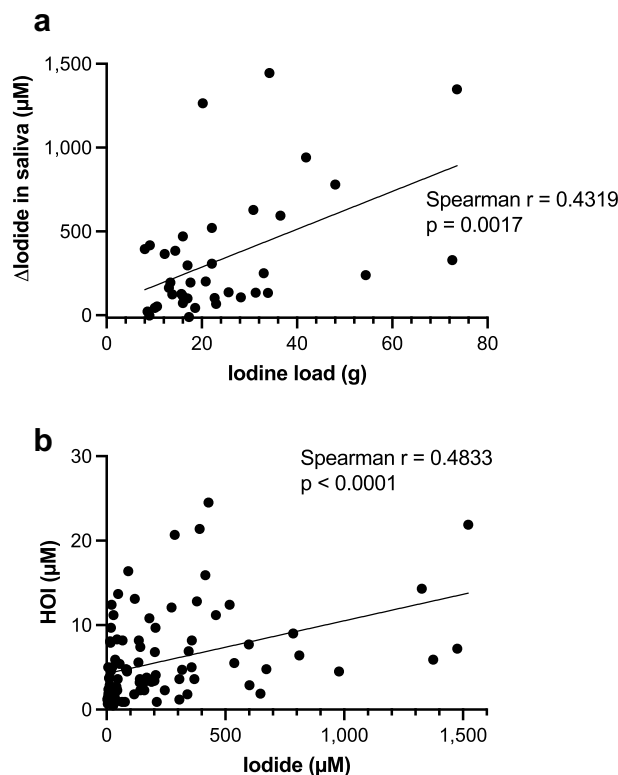 a
1,500
1,000
500
0
ΔIodide in saliva (µM)
Spearman r = 0.4319
p = 0.0017
0 20 40 60 80
Iodine load (g)
b
30
20
10
0
HOI (µM)
Spearman r = 0.4833
p < 0.0001
0 500 1,000 1,500
Iodide (µM)